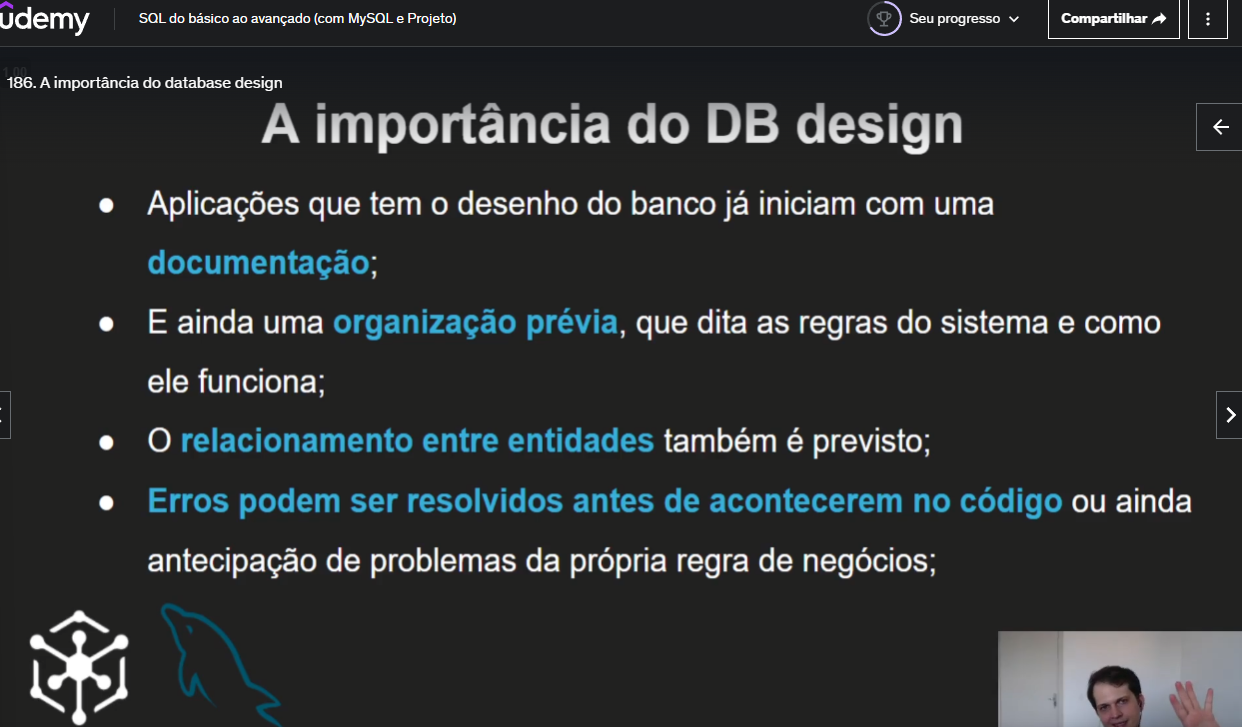 udemy
SQL do básico ao avançado (com MySQL e Projeto)
Seu progresso
Compartilhar
186. A importância do database design
A importância do DB design
● Aplicações que tem o desenho do banco já iniciam com uma
documentação;
● E ainda uma organização prévia, que dita as regras do sistema e como
ele funciona;
● O relacionamento entre entidades também é previsto;
● Erros podem ser resolvidos antes de acontecerem no código ou ainda
antecipação de problemas da própria regra de negócios;